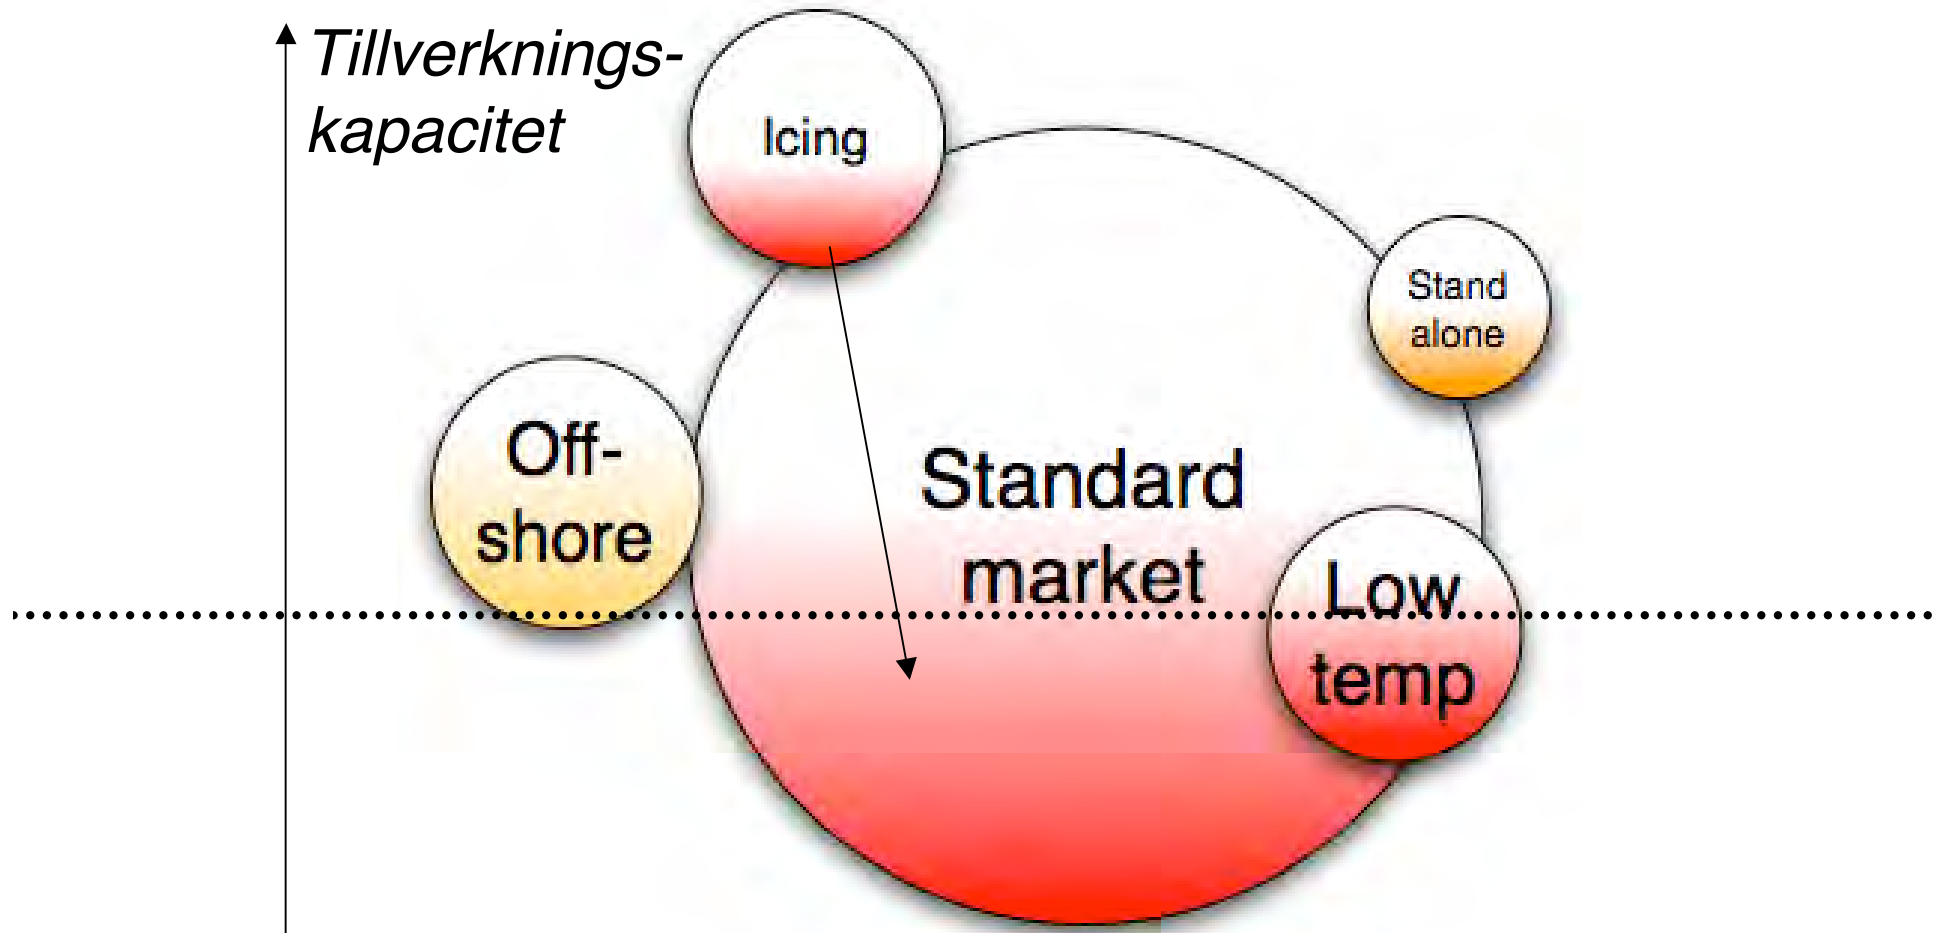 Tillverknings-
kapacitet
Icing
Stand
alone
Off-
shore
Standard
market
Low
temp